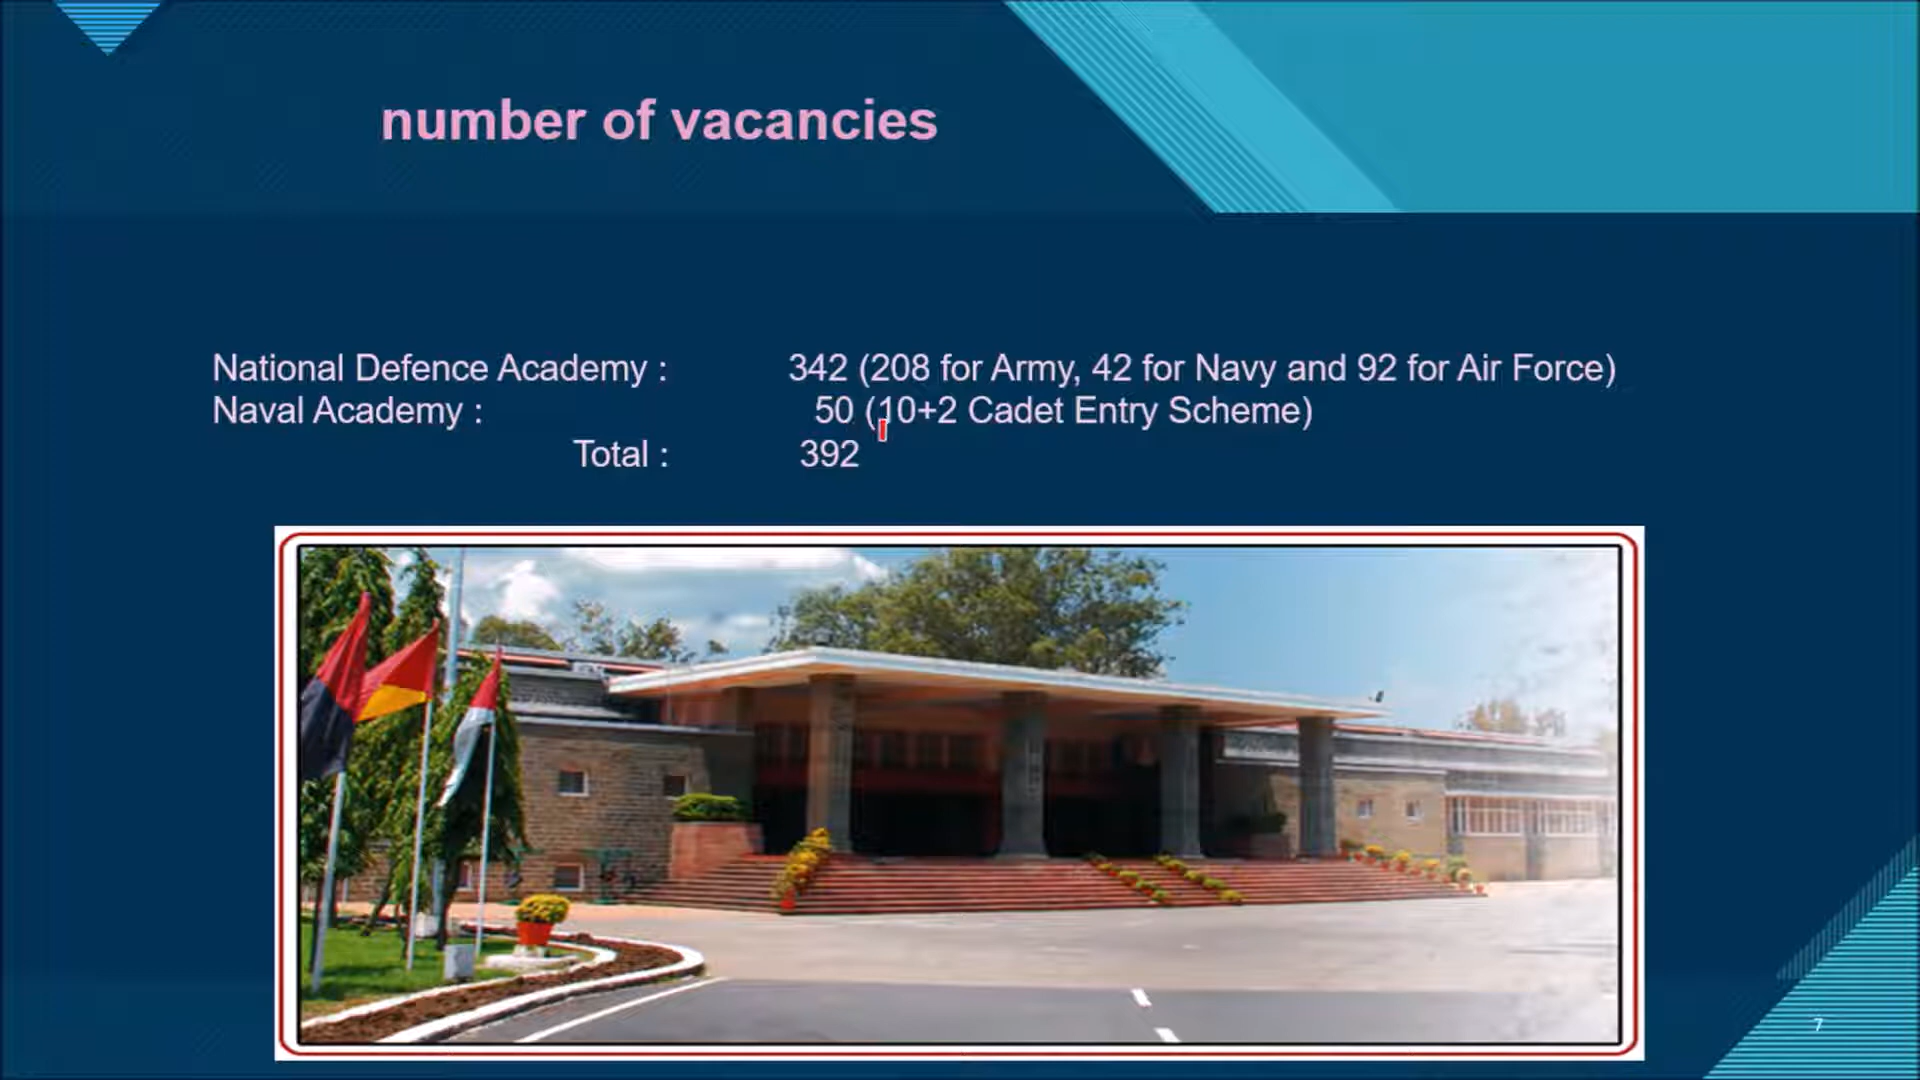 number of vacancies
National Defence Academy : 342 (208 for Army, 42 for Navy and 92 for Air Force)
Naval Academy : 50 (10+2 Cadet Entry Scheme)
Total : 392
7